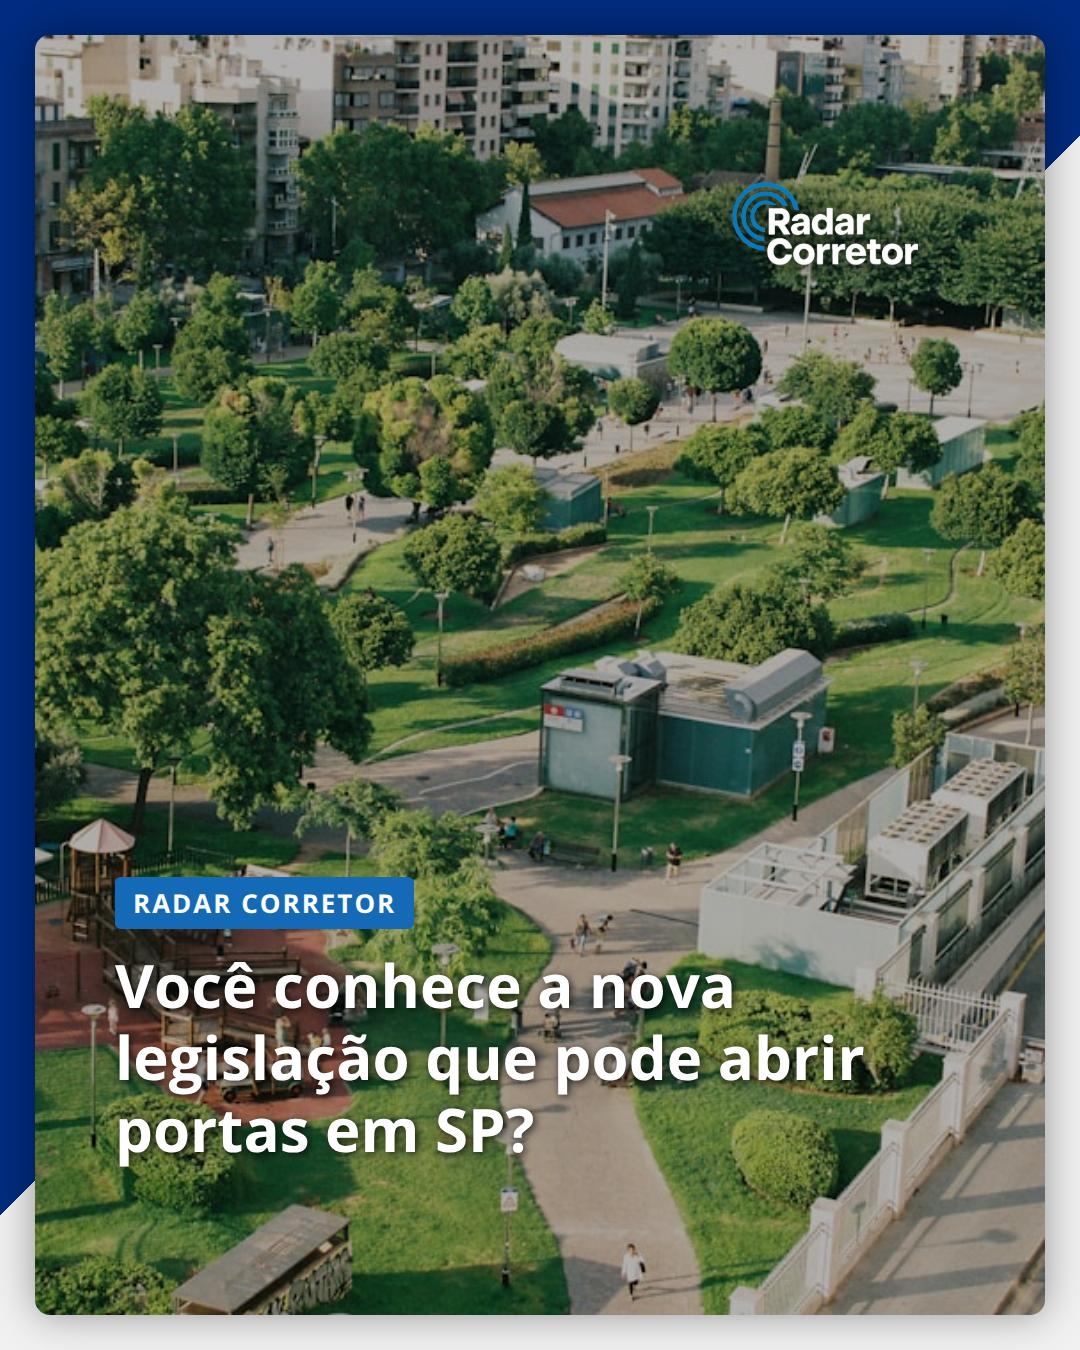 Radar
Corretor
RADAR CORRETOR
Você conhece a nova
legislação que pode abrir
portas em SP?